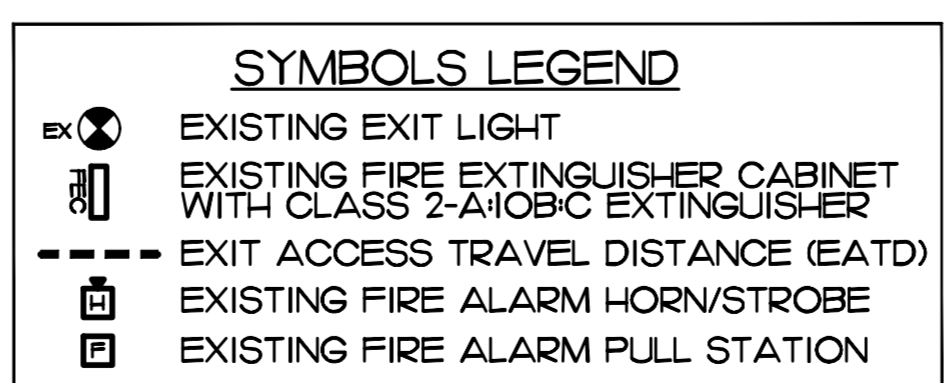 SYMBOLS LEGEND
EX EXISTING EXIT LIGHT
FEC EXISTING FIRE EXTINGUISHER CABINET
WITH CLASS 2-A:10B:C EXTINGUISHER
EXIT ACCESS TRAVEL DISTANCE (EATD)
H EXISTING FIRE ALARM HORN/STROBE
F EXISTING FIRE ALARM PULL STATION